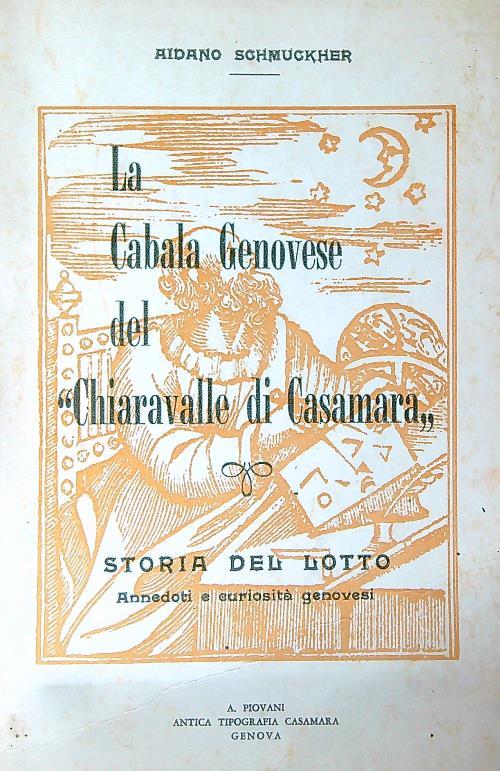 AIDANO SCHMUCKHER
La
Cabala Genovese
del
“Chiaravalle di Casamara„
STORIA DEL LOTTO
Annedoti e curiosità genovesi
A. PIOVANI
ANTICA TIPOGRAFIA CASAMARA
GENOVA